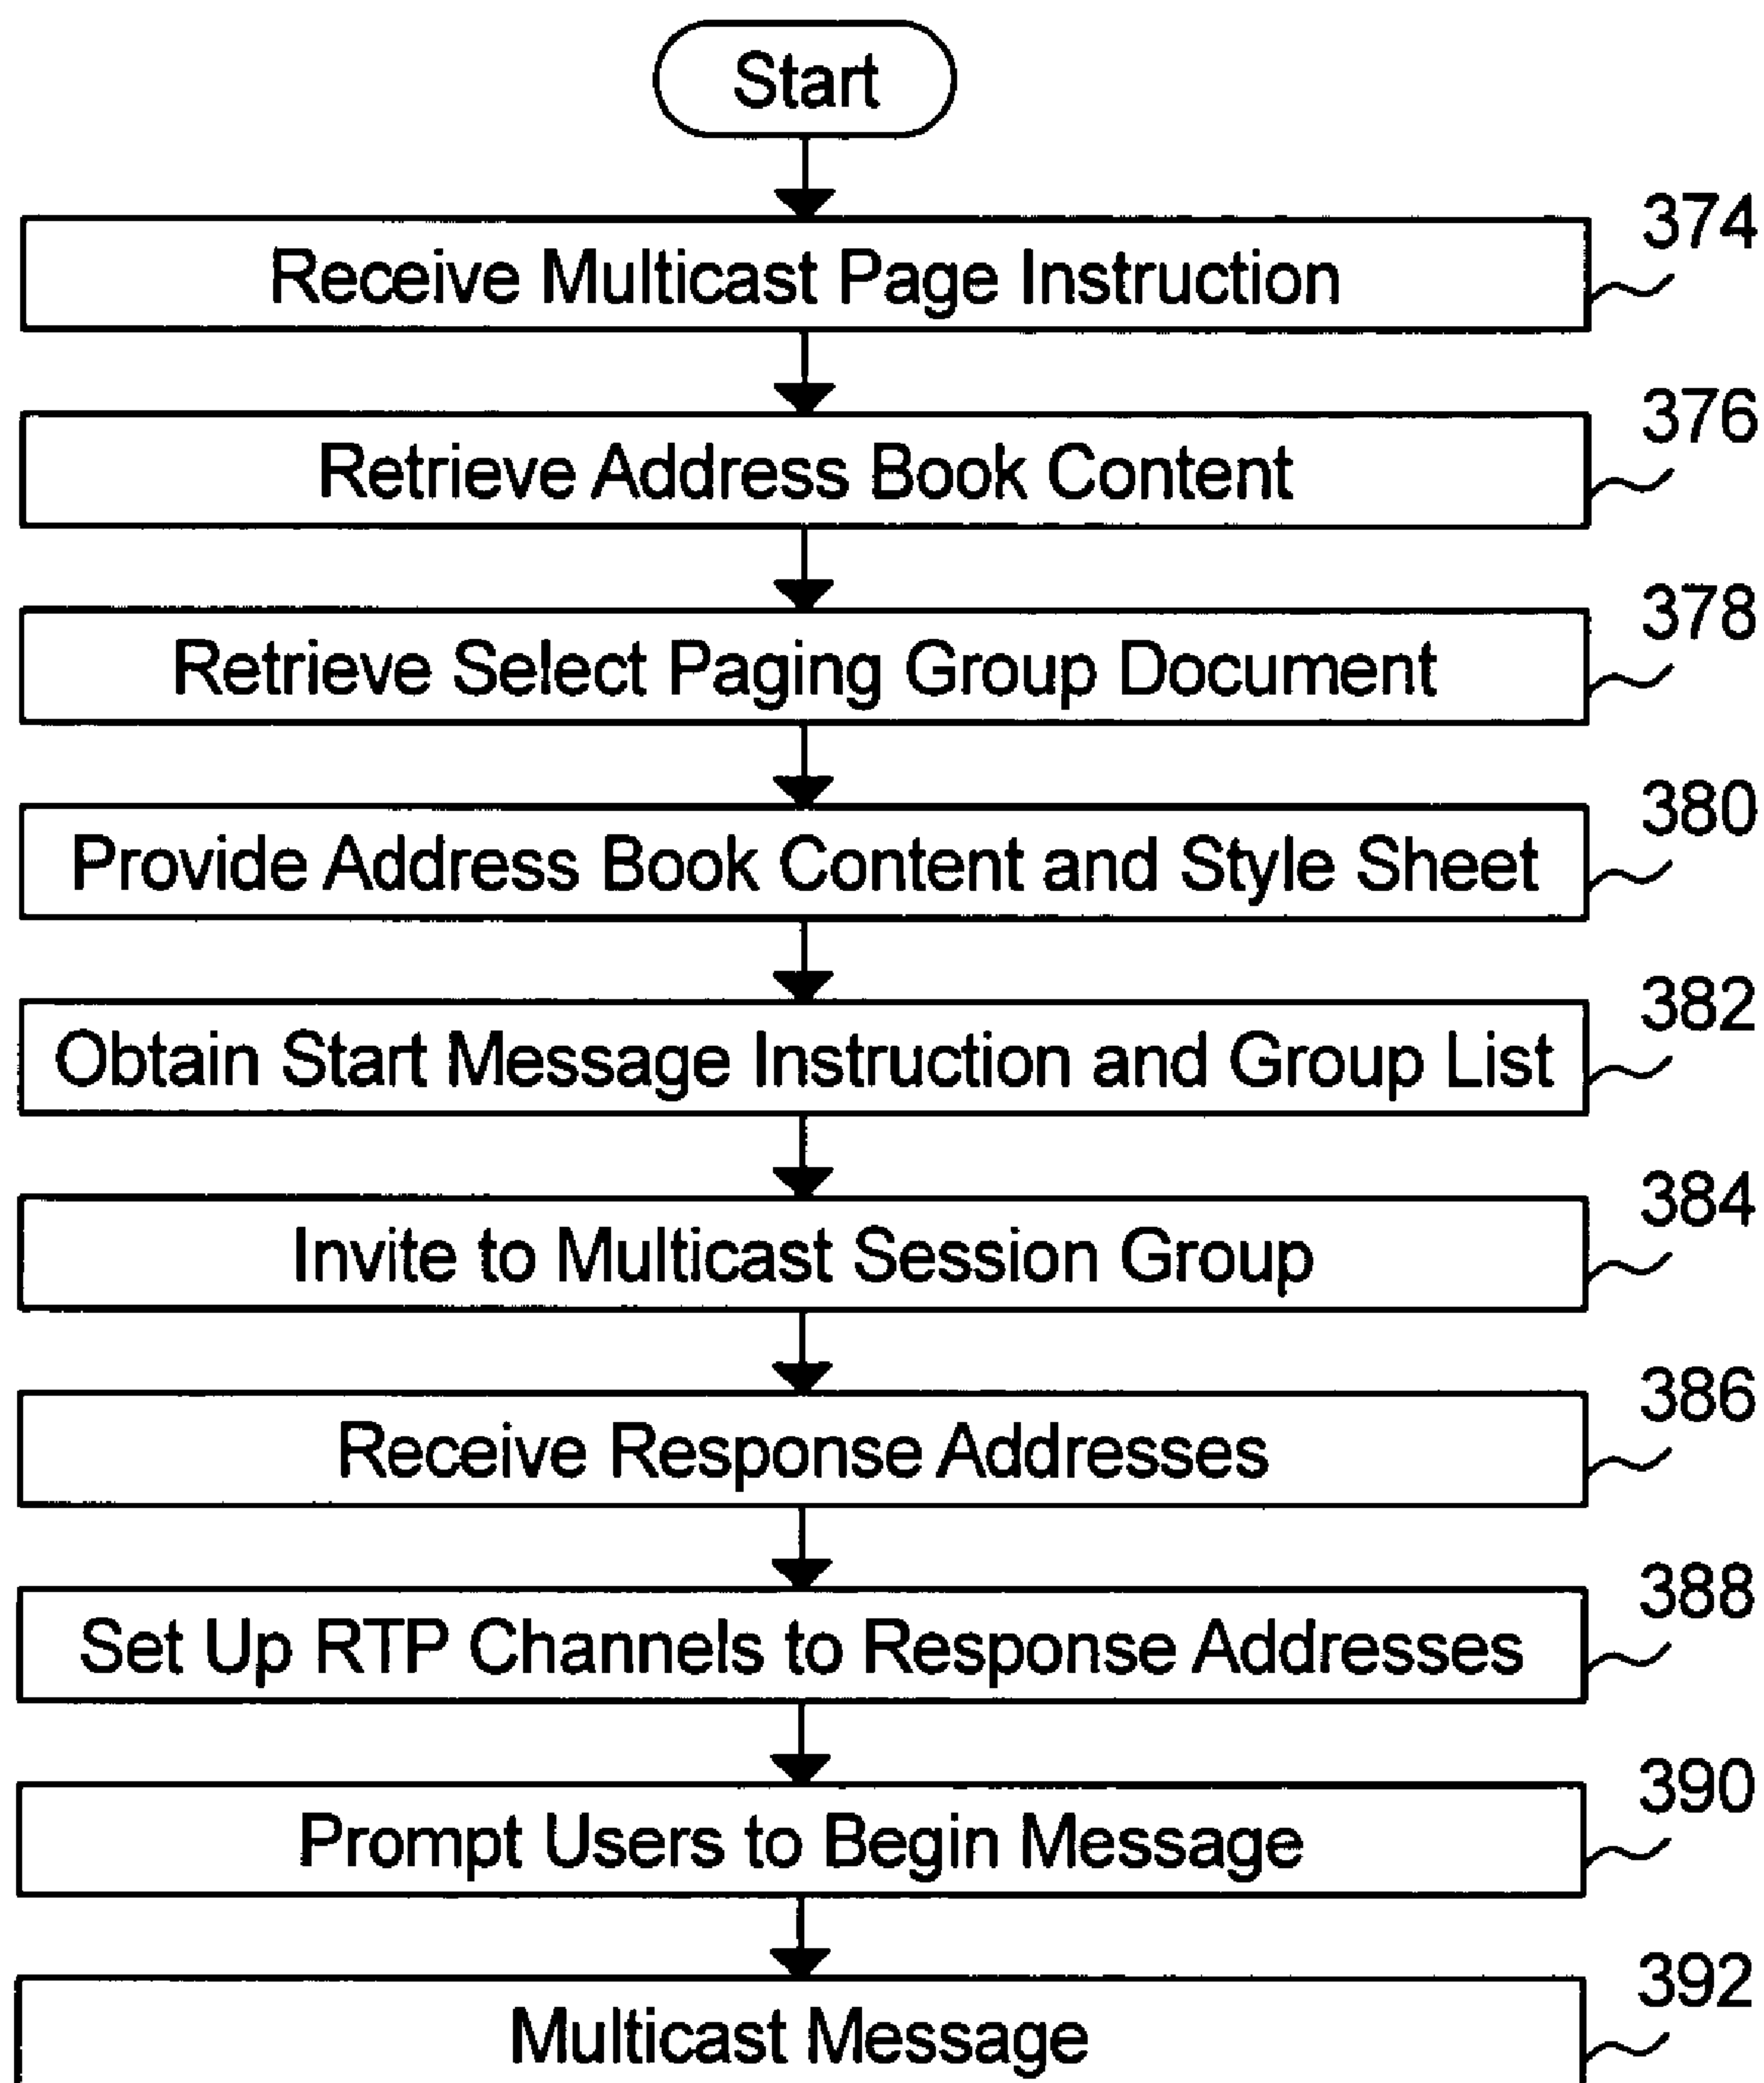 Start
374
Receive Multicast Page Instruction
376
Retrieve Address Book Content
378
Retrieve Select Paging Group Document
380
Provide Address Book Content and Style Sheet
382
Obtain Start Message Instruction and Group List
384
Invite to Multicast Session Group
386
Receive Response Addresses
388
Set Up RTP Channels to Response Addresses
390
Prompt Users to Begin Message
392
Multicast Message